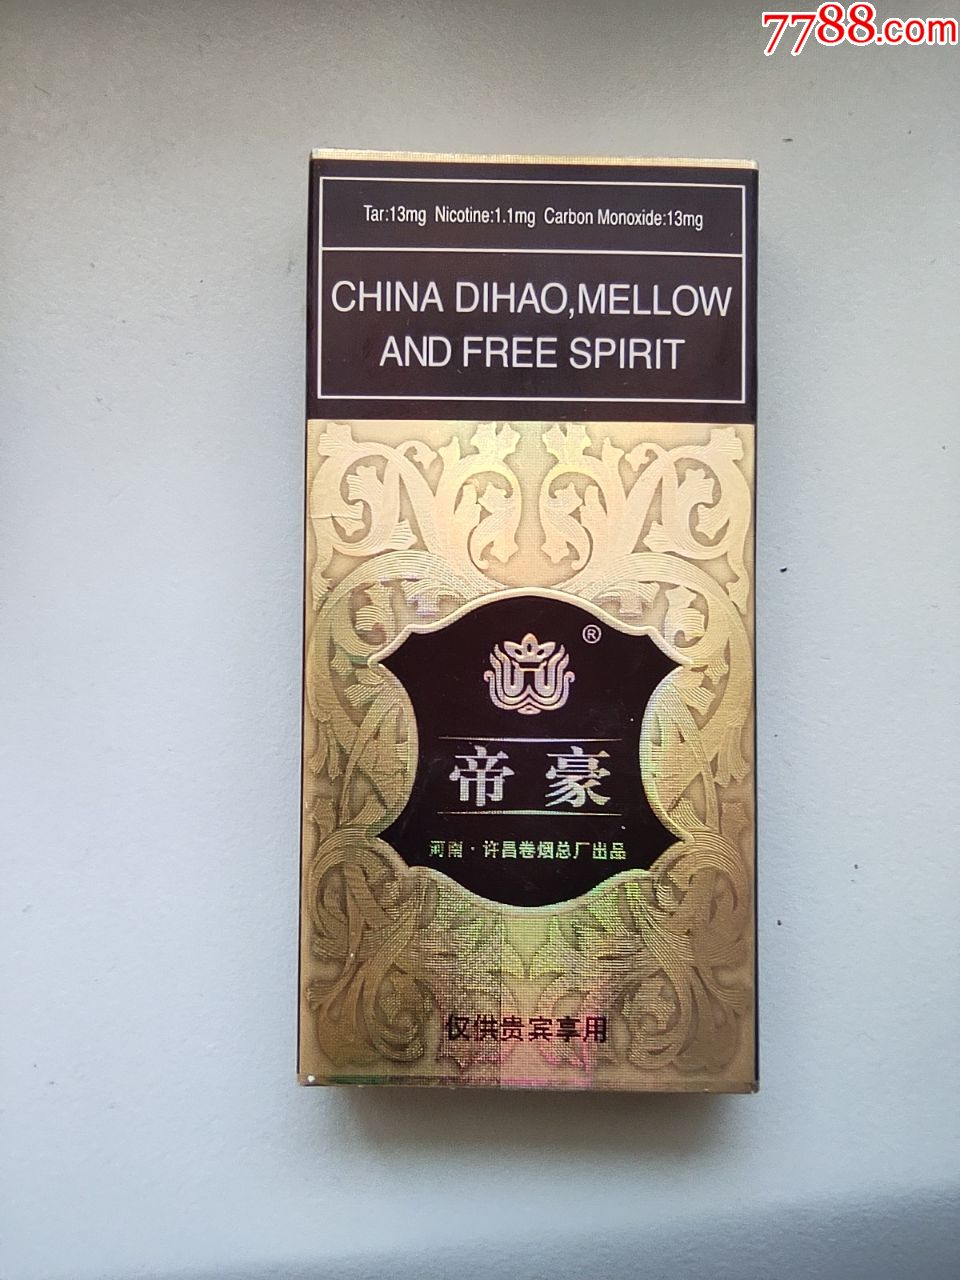 7788.com
Tar:13mg Nicotine:1.1mg Carbon Monoxide:13mg
CHINA DIHAO,MELLOW
AND FREE SPIRIT
®
帝豪
河南·许昌卷烟总厂出品
仅供贵宾享用